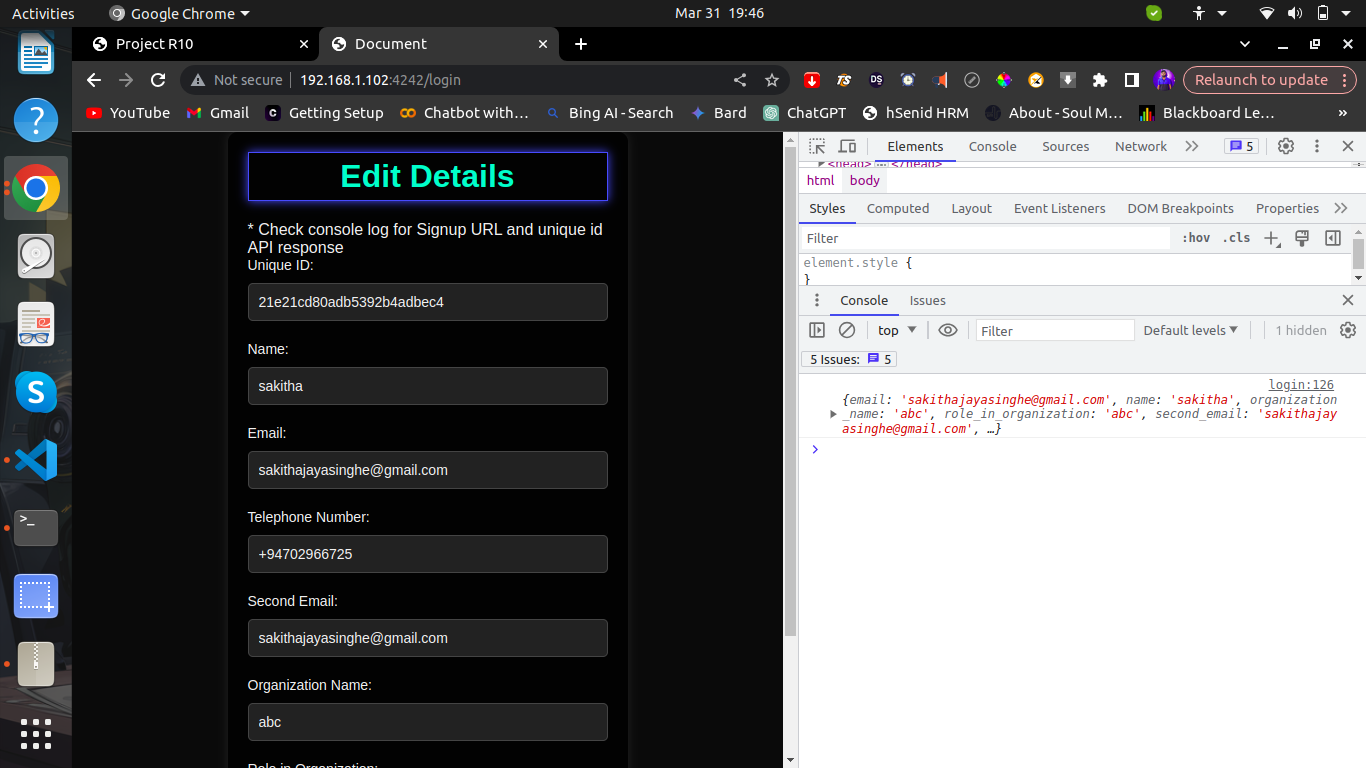 Activities
Google Chrome
Mar 31 19:46
Project R10
Document
Not secure
192.168.1.102:4242/login
Relaunch to update
YouTube
Gmail
Getting Setup
Chatbot with…
Bing AI - Search
Bard
ChatGPT
hSenid HRM
About - Soul M…
Blackboard Le…
»
Edit Details
* Check console log for Signup URL and unique id
API response
Unique ID:
21e21cd80adb5392b4adbec4
Name:
sakitha
Email:
sakithajayasinghe@gmail.com
Telephone Number:
+94702966725
Second Email:
sakithajayasinghe@gmail.com
Organization Name:
abc
Role in Organization:
Elements
Console
Sources
Network
5
<head> … </head>
html
body
Styles
Computed
Layout
Event Listeners
DOM Breakpoints
Properties
Filter
:hov
.cls
element.style {
}
Console
Issues
top
Filter
Default levels
1 hidden
5 Issues:
5
login:126
{email: 'sakithajayasinghe@gmail.com', name: 'sakitha', organization
_name: 'abc', role_in_organization: 'abc', second_email: 'sakithajay
asinghe@gmail.com', …}